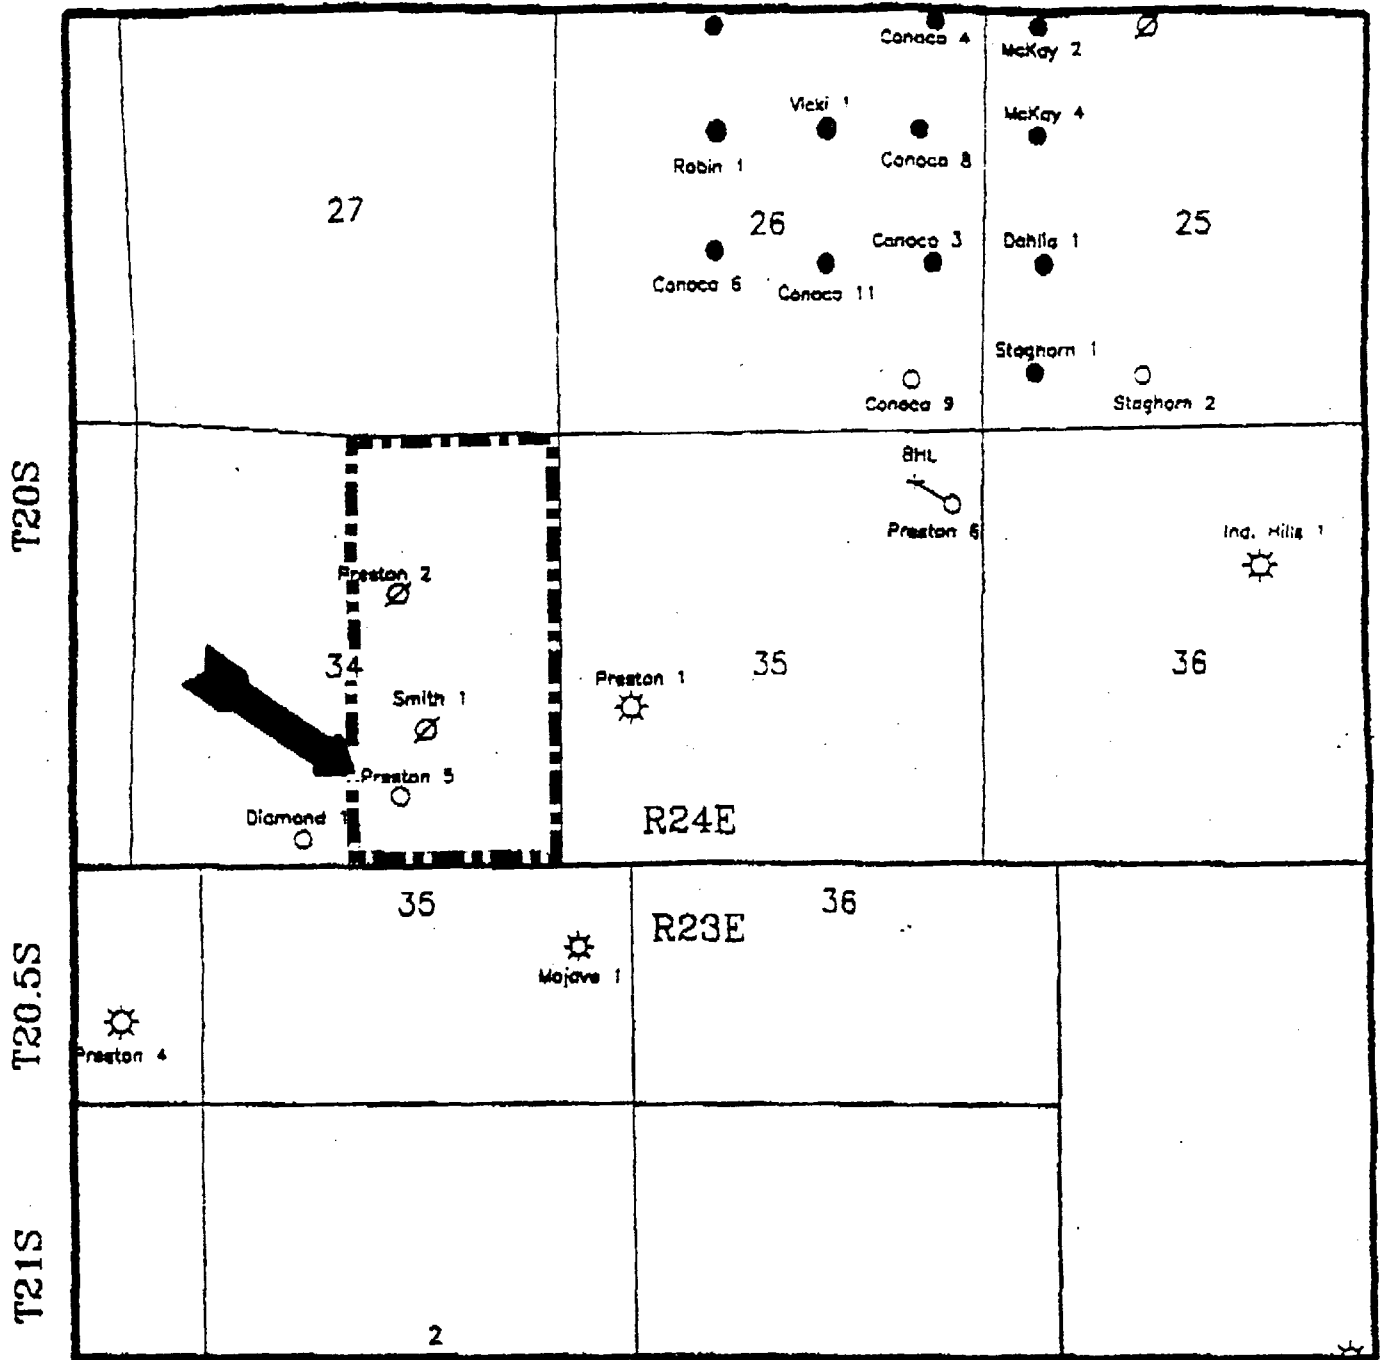 Conoco 4
McKay 2
Vicki 1
McKay 4
Robin 1
Conoco 8
27
26
25
Conoco 3
Dahlia 1
Conoco 6
Conoco 11
Staghorn 1
Conoco 9
Staghorn 2
T20S
BHL
Preston 6
Ind. Hills 1
Preston 2
34
35
36
Preston 1
Smith 1
Preston 5
Diamond 1
R24E
35
36
R23E
Mojave 1
T20.5S
Preston 4
T21S
2